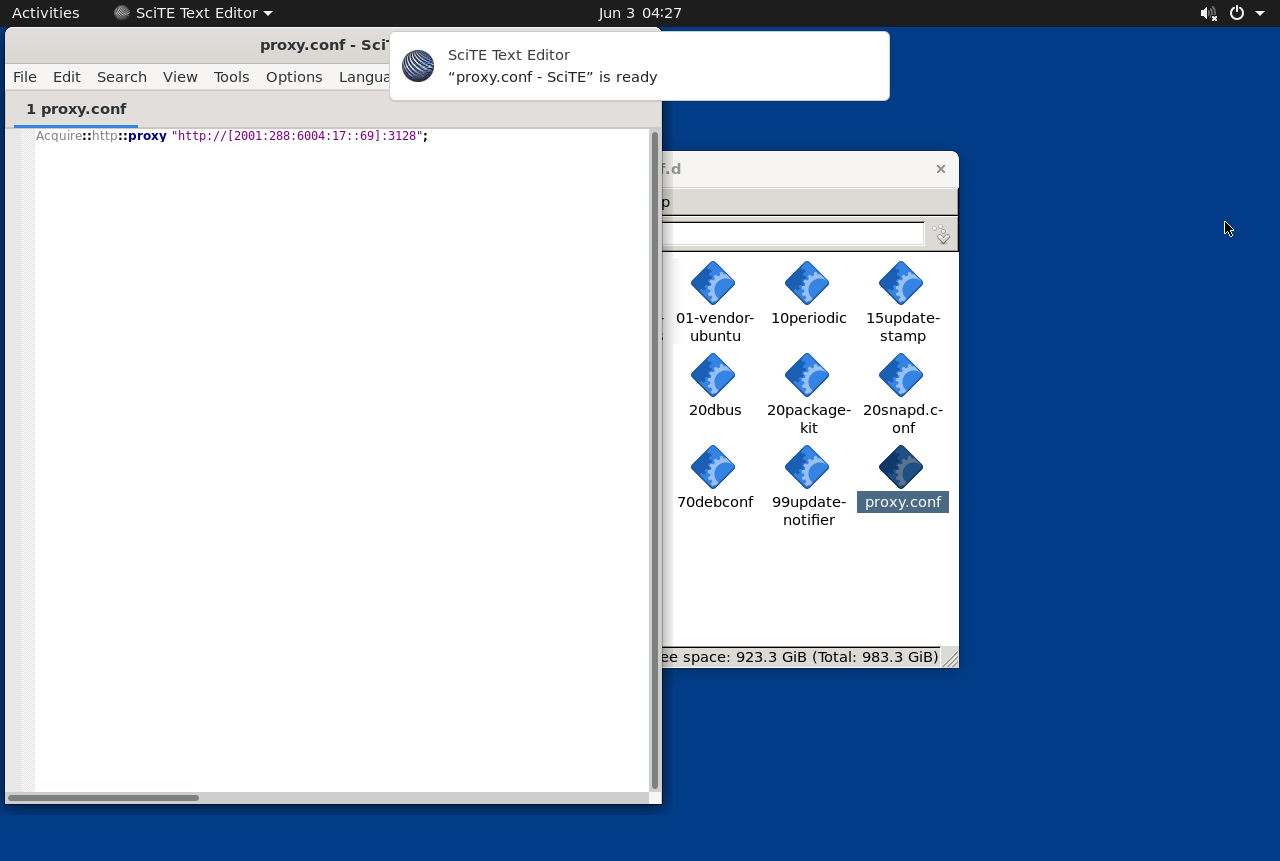 Activities
SciTE Text Editor
Jun 3 04:27
proxy.conf - SciT
SciTE Text Editor
“proxy.conf - SciTE” is ready
File Edit Search View Tools Options Langua
1 proxy.conf
Acquire::http::proxy "http://[2001:288:6004:17::69]:3128";
f.d
p
01-vendor-
ubuntu
10periodic
15update-
stamp
20dbus
20package-
kit
20snapd.c-
onf
70debconf
99update-
notifier
proxy.conf
ee space: 923.3 GiB (Total: 983.3 GiB)